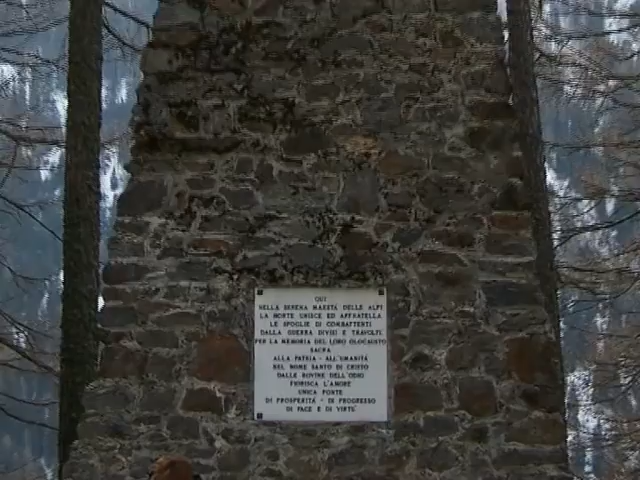 QUI
NELLA SERENA MAESTÀ DELLE ALPI
LA MORTE UNISCE ED AFFRATELLA
LE SPOGLIE DI COMBATTENTI
DALLA GUERRA DIVISI E TRAVOLTI.
PER LA MEMORIA DEL LORO OLOCAUSTO
SACRA
ALLA PATRIA - ALL'UMANITÀ
NEL NOME SANTO DI CRISTO
DALLE ROVINE DELL'ODIO
FIORISCA L'AMORE
UNICA FONTE
DI PROSPERITÀ - DI PROGRESSO
DI PACE E DI VIRTÙ